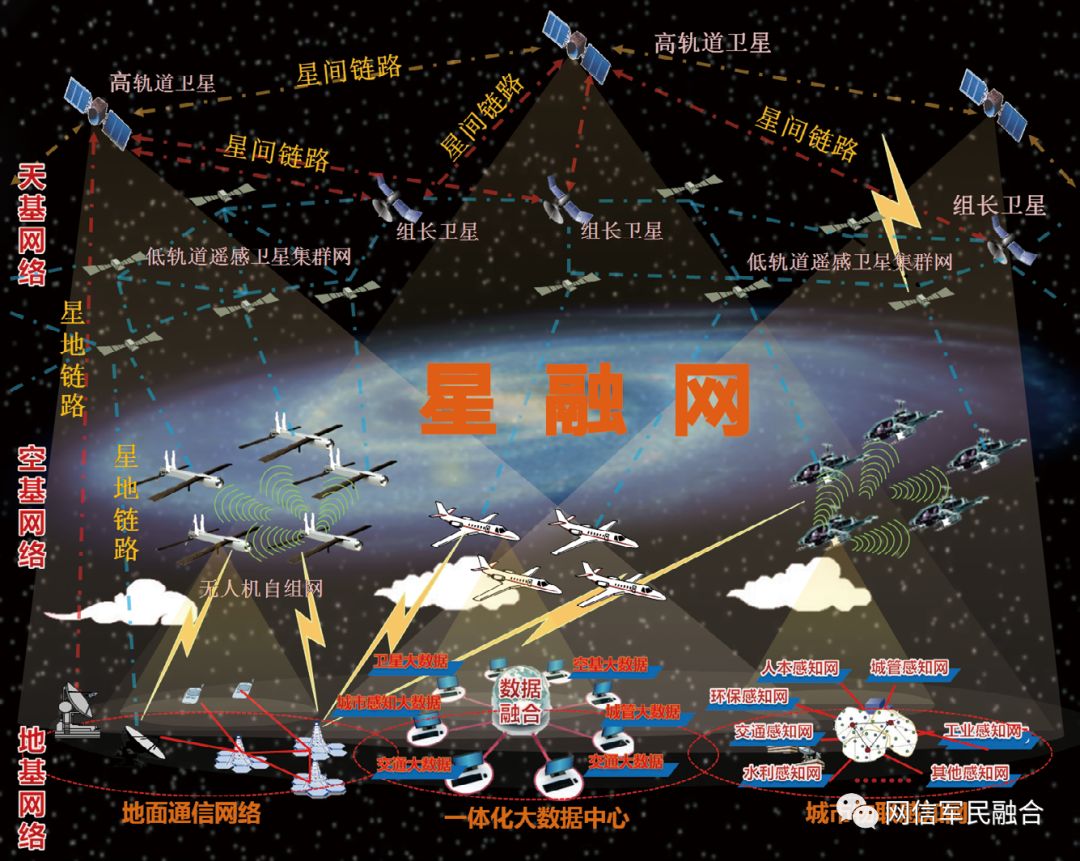 高轨道卫星
高轨道卫星
星间链路
星间链路
星间链路
星间链路
天基网络
组长卫星
组长卫星
组长卫星
低轨道遥感卫星集群网
低轨道遥感卫星集群网
星地链路
星融网
星地链路
空基网络
无人机自组网
卫星大数据
空基大数据
城市感知大数据
数据
融合
城管大数据
交通大数据
交通大数据
人本感知网
城管感知网
环保感知网
交通感知网
工业感知网
水利感知网
其他感知网
地基网络
地面通信网络
一体化大数据中心
网信军民融合